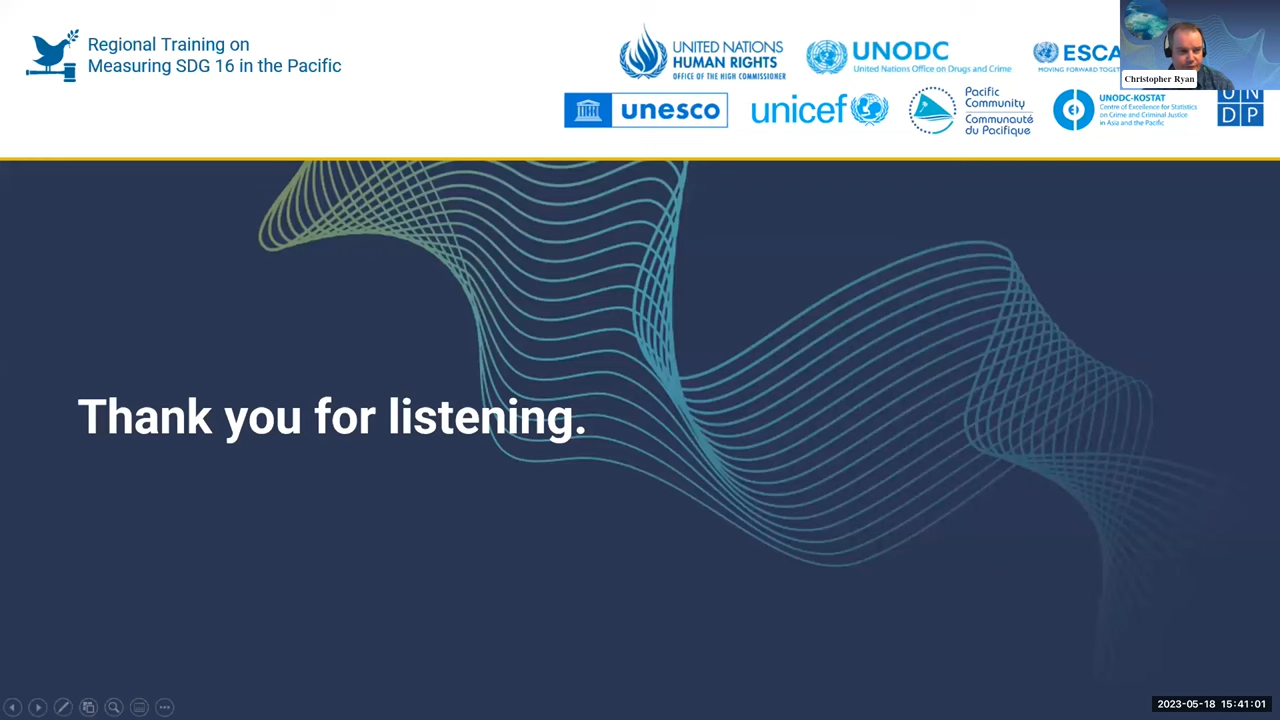 Regional Training on
Measuring SDG 16 in the Pacific
UNITED NATIONS
HUMAN RIGHTS
OFFICE OF THE HIGH COMMISSIONER
UNODC
United Nations Office on Drugs and Crime
ESCA
MOVING FORWARD TOGET
Christopher Ryan
unesco
unicef
Pacific
Community
Communauté
du Pacifique
UNODC-KOSTAT
Centre of Excellence for Statistics
on Crime and Criminal Justice
in Asia and the Pacific
U N
D P
Thank you for listening.
2023-05-18 15:41:01